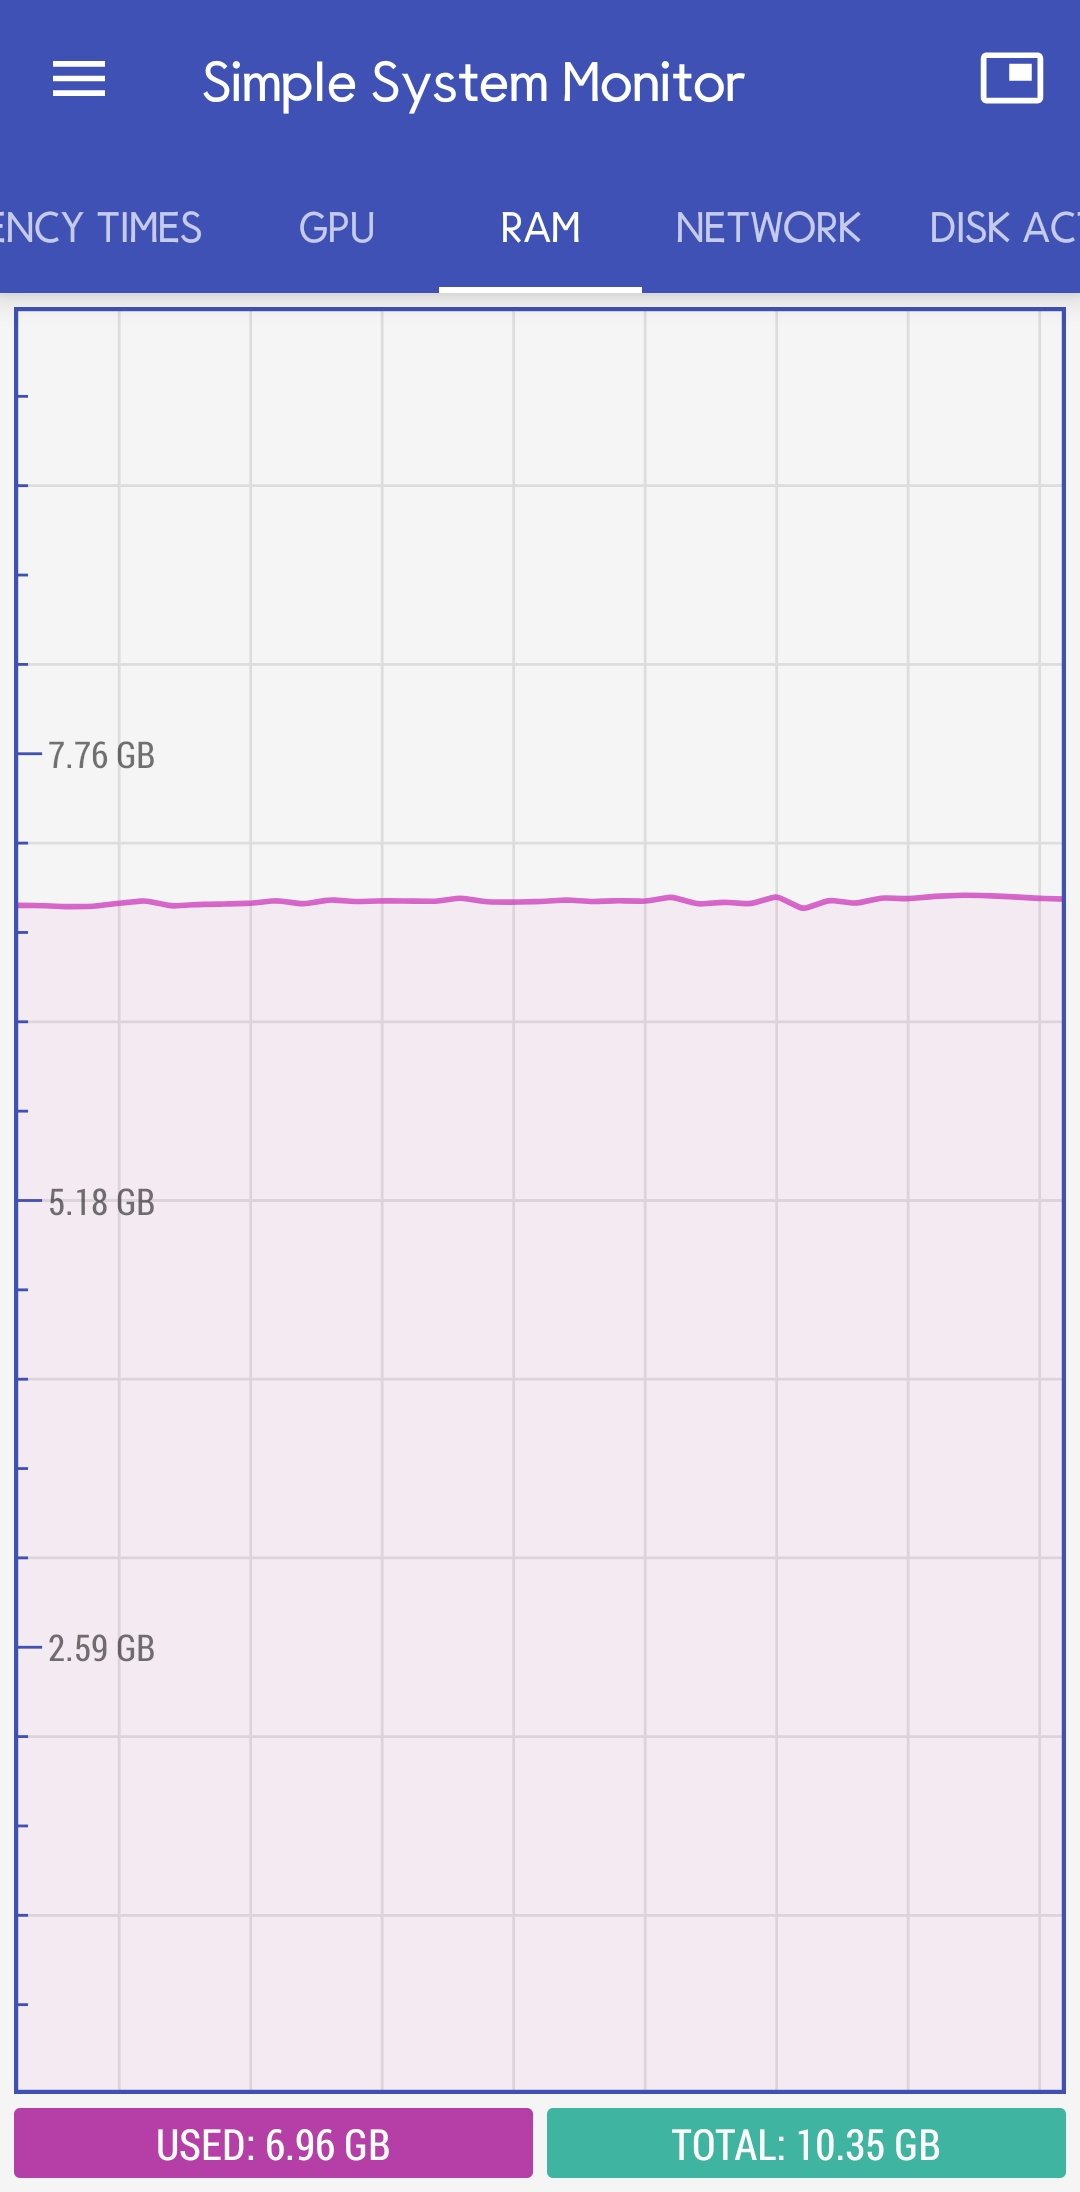 Simple System Monitor
ENCY TIMES GPU RAM NETWORK DISK ACT
7.76 GB
5.18 GB
2.59 GB
USED: 6.96 GB TOTAL: 10.35 GB